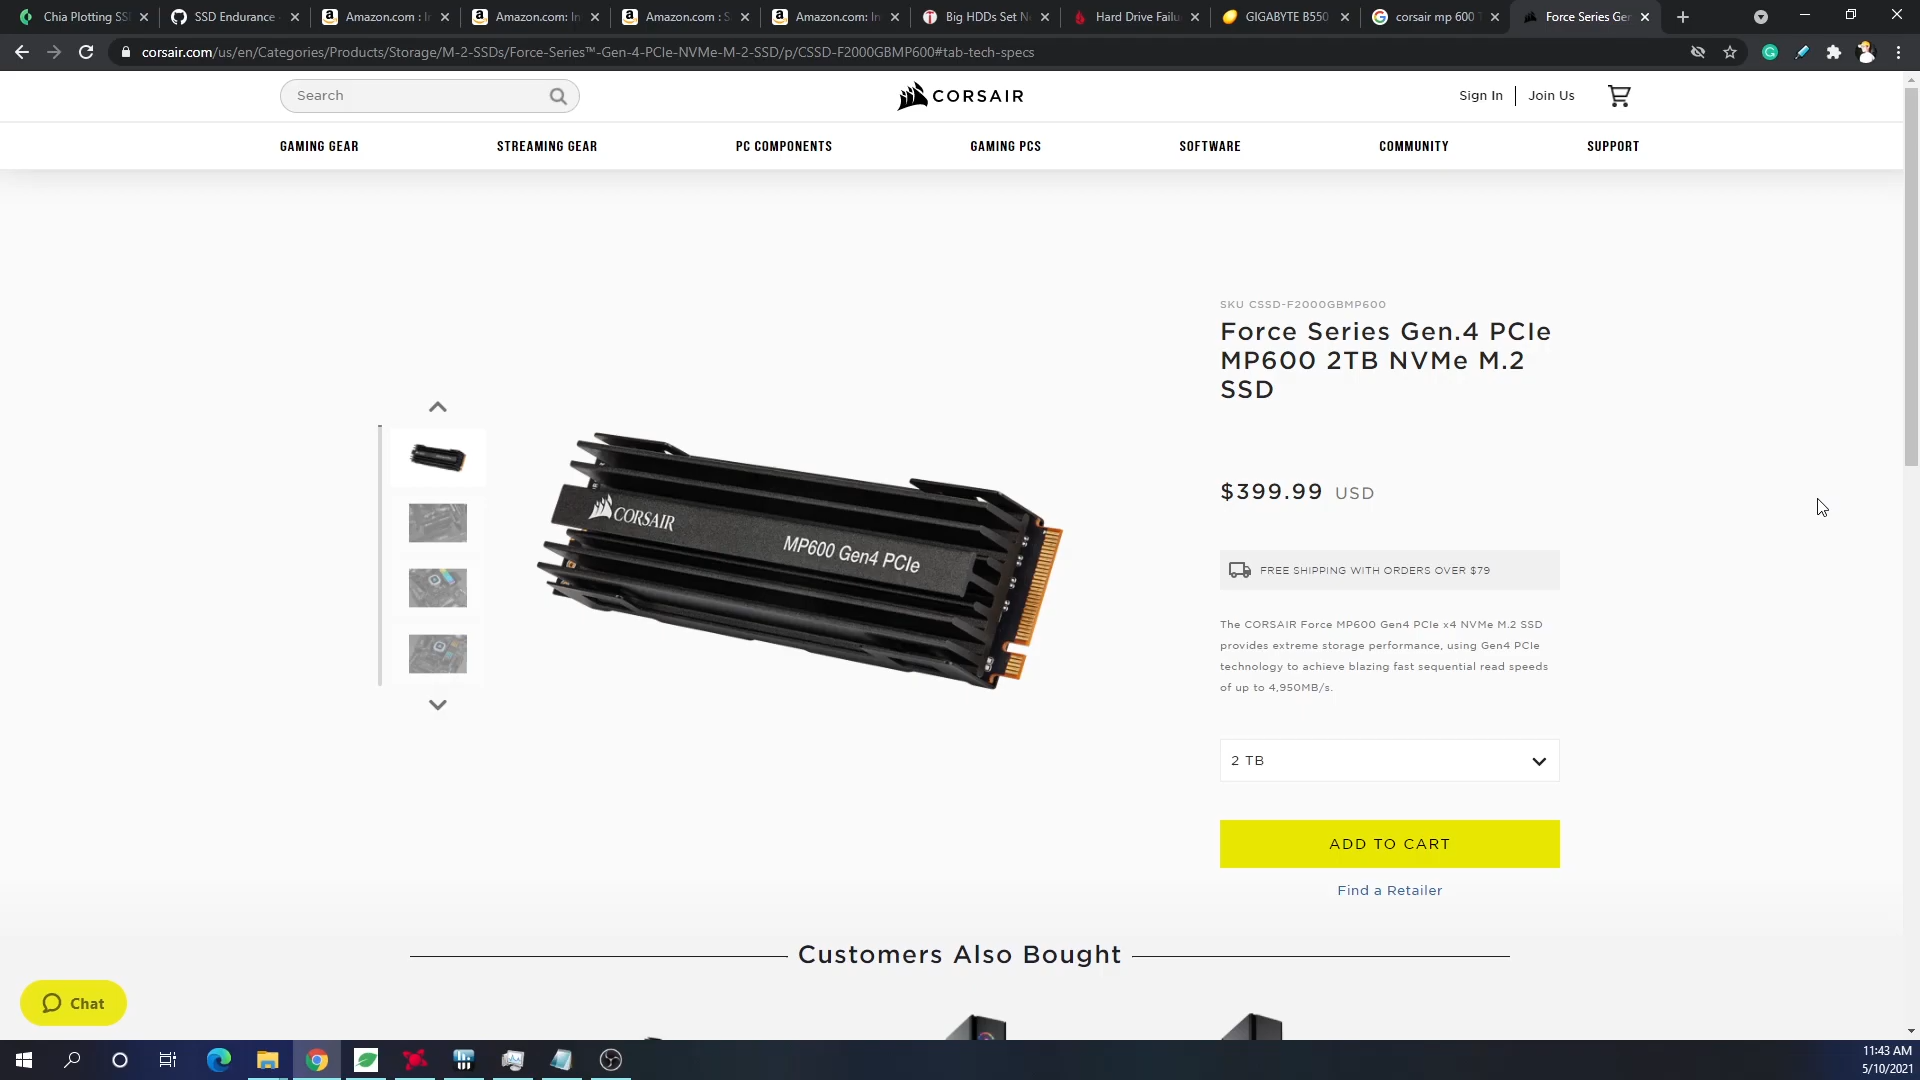 Chia Plotting SS
SSD Endurance
Amazon.com : I
Amazon.com: In
Amazon.com : S
Amazon.com: In
Big HDDs Set N
Hard Drive Failu
GIGABYTE B550
corsair mp 600 T
Force Series Ger
corsair.com/us/en/Categories/Products/Storage/M-2-SSDs/Force-Series™-Gen-4-PCIe-NVMe-M-2-SSD/p/CSSD-F2000GBMP600#tab-tech-specs
Search
CORSAIR
Sign In
Join Us
GAMING GEAR
STREAMING GEAR
PC COMPONENTS
GAMING PCS
SOFTWARE
COMMUNITY
SUPPORT
SKU CSSD-F2000GBMP600
Force Series Gen.4 PCIe
MP600 2TB NVMe M.2
SSD
CORSAIR
MP600 Gen4 PCIe
$399.99 USD
FREE SHIPPING WITH ORDERS OVER $79
The CORSAIR Force MP600 Gen4 PCIe x4 NVMe M.2 SSD
provides extreme storage performance, using Gen4 PCIe
technology to achieve blazing fast sequential read speeds
of up to 4,950MB/s.
2 TB
ADD TO CART
Find a Retailer
Customers Also Bought
Chat
11:43 AM
5/10/2021